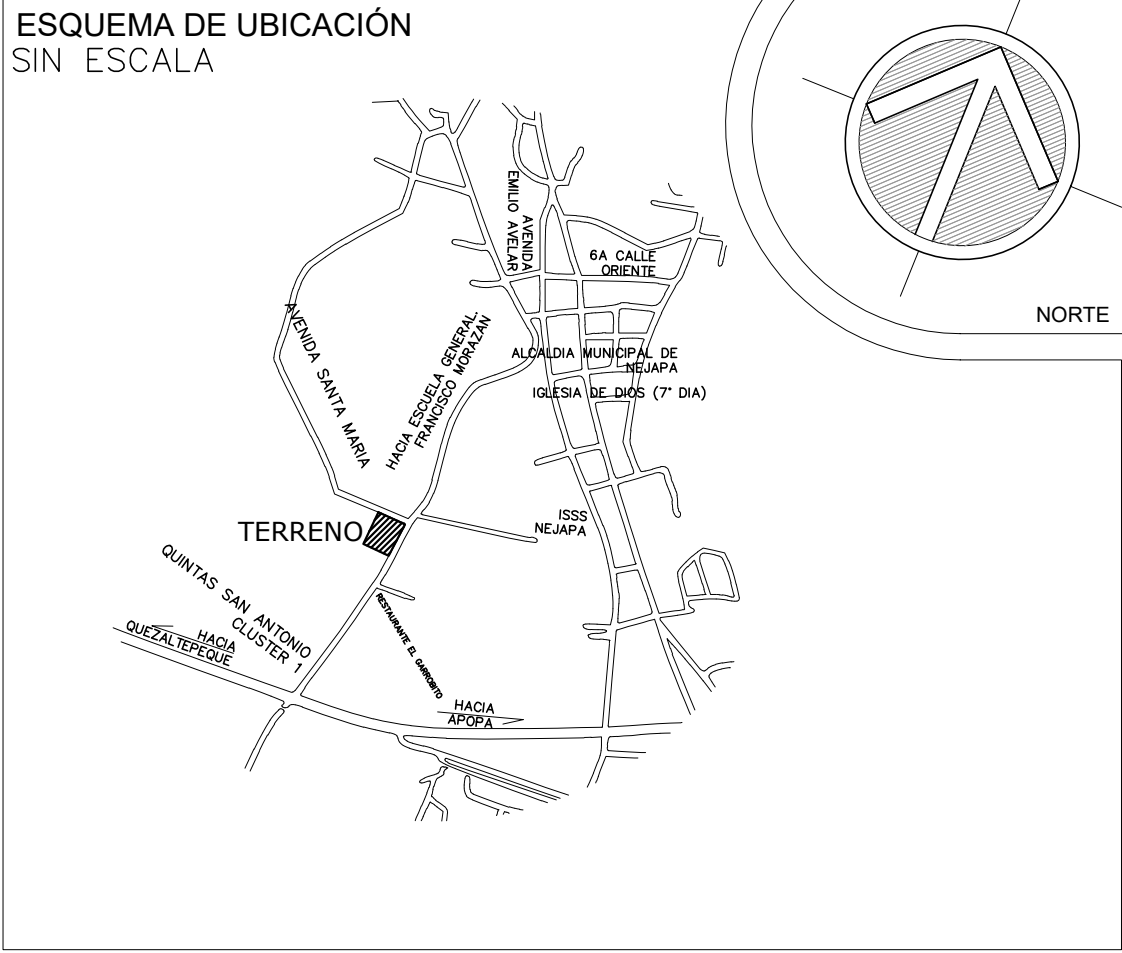 ESQUEMA DE UBICACIÓN
SIN ESCALA
NORTE
AVENIDA
EMILIO AVELAR
6A CALLE
ORIENTE
AVENIDA SANTA MARIA
HACIA ESCUELA GENERAL
FRANCISCO MORAZAN
ALCALDIA MUNICIPAL DE
NEJAPA
IGLESIA DE DIOS (7° DIA)
ISSS
NEJAPA
TERRENO
QUINTAS SAN ANTONIO
CLUSTER 1
HACIA
QUEZALTEPEQUE
RESTAURANTE EL GARROBITO
HACIA
APOPA